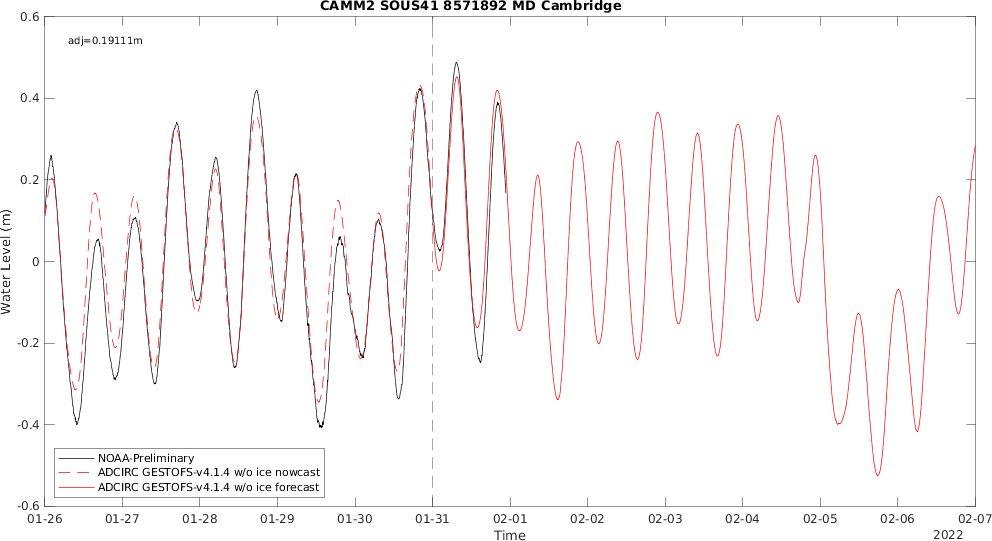 CAMM2 SOUS41 8571892 MD Cambridge
adj=0.19111m
0.6
0.4
0.2
0
-0.2
-0.4
-0.6
Water Level (m)
NOAA-Preliminary
ADCIRC GESTOFS-v4.1.4 w/o ice nowcast
ADCIRC GESTOFS-v4.1.4 w/o ice forecast
01-26 01-27 01-28 01-29 01-30 01-31 02-01 02-02 02-03 02-04 02-05 02-06 02-07
Time
2022